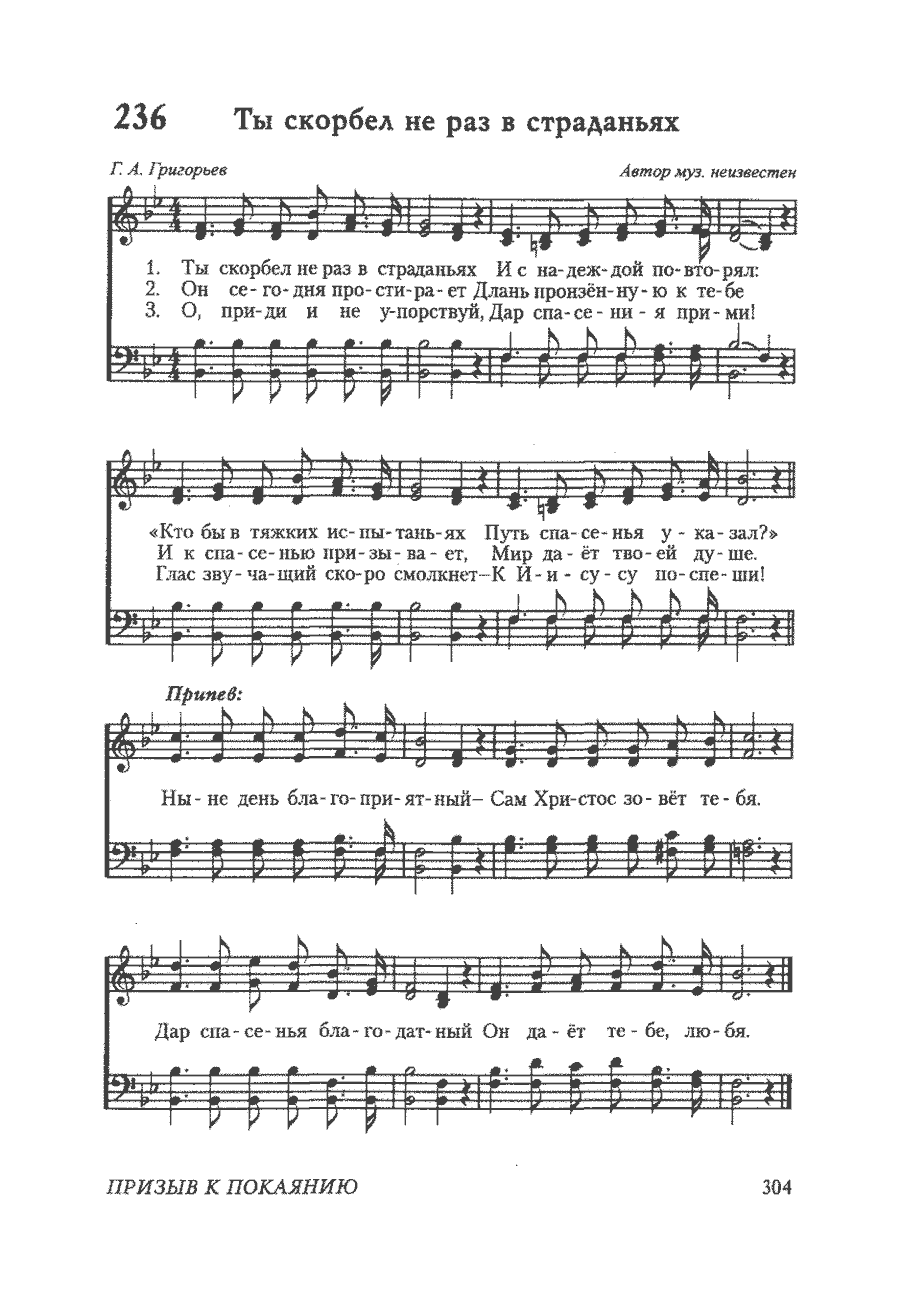 236 Ты скорбел не раз в страданьях
Г. А. Григорьев Автор муз. неизвестен
1. Ты скорбел не раз в страданьях И с на-деж-дой по-вто-рял:
2. Он се-го-дня про-сти-ра-ет Длань пронзён-ну-ю к те-бе
3. О, при-ди и не у-порствуй, Дар спа-се-ни-я при-ми!
«Кто бы в тяжких ис-пы-тань-ях Путь спа-се-нья у-ка-зал?»
И к спа-се-нью при-зы-ва-ет, Мир да-ёт тво-ей ду-ше.
Глас зву-ча-щий ско-ро смолкнет–К И-и-су-су по-спе-ши!
Припев:
Ны-не день бла-го-при-ят-ный– Сам Хри-стос зо-вёт те-бя.
Дар спа-се-нья бла-го-дат-ный Он да-ёт те-бе, лю-бя.
ПРИЗЫВ К ПОКАЯНИЮ 304